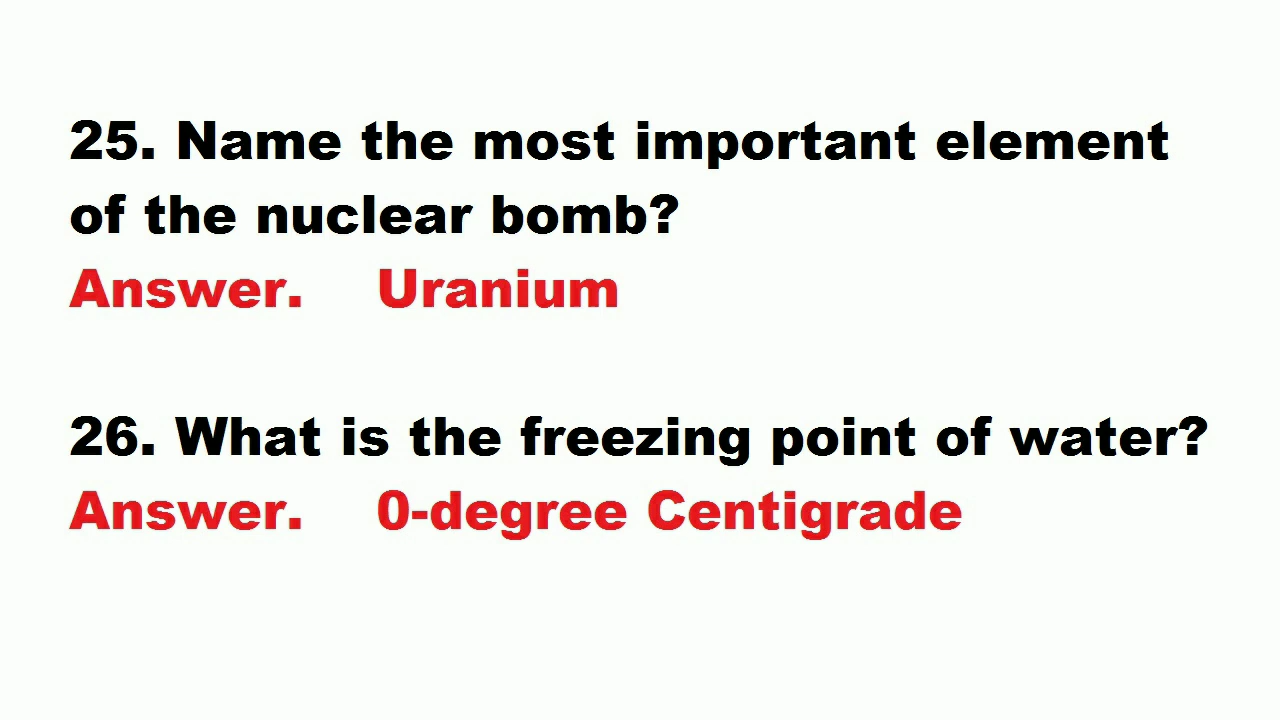 25. Name the most important element
of the nuclear bomb?
Answer. Uranium
26. What is the freezing point of water?
Answer. 0-degree Centigrade